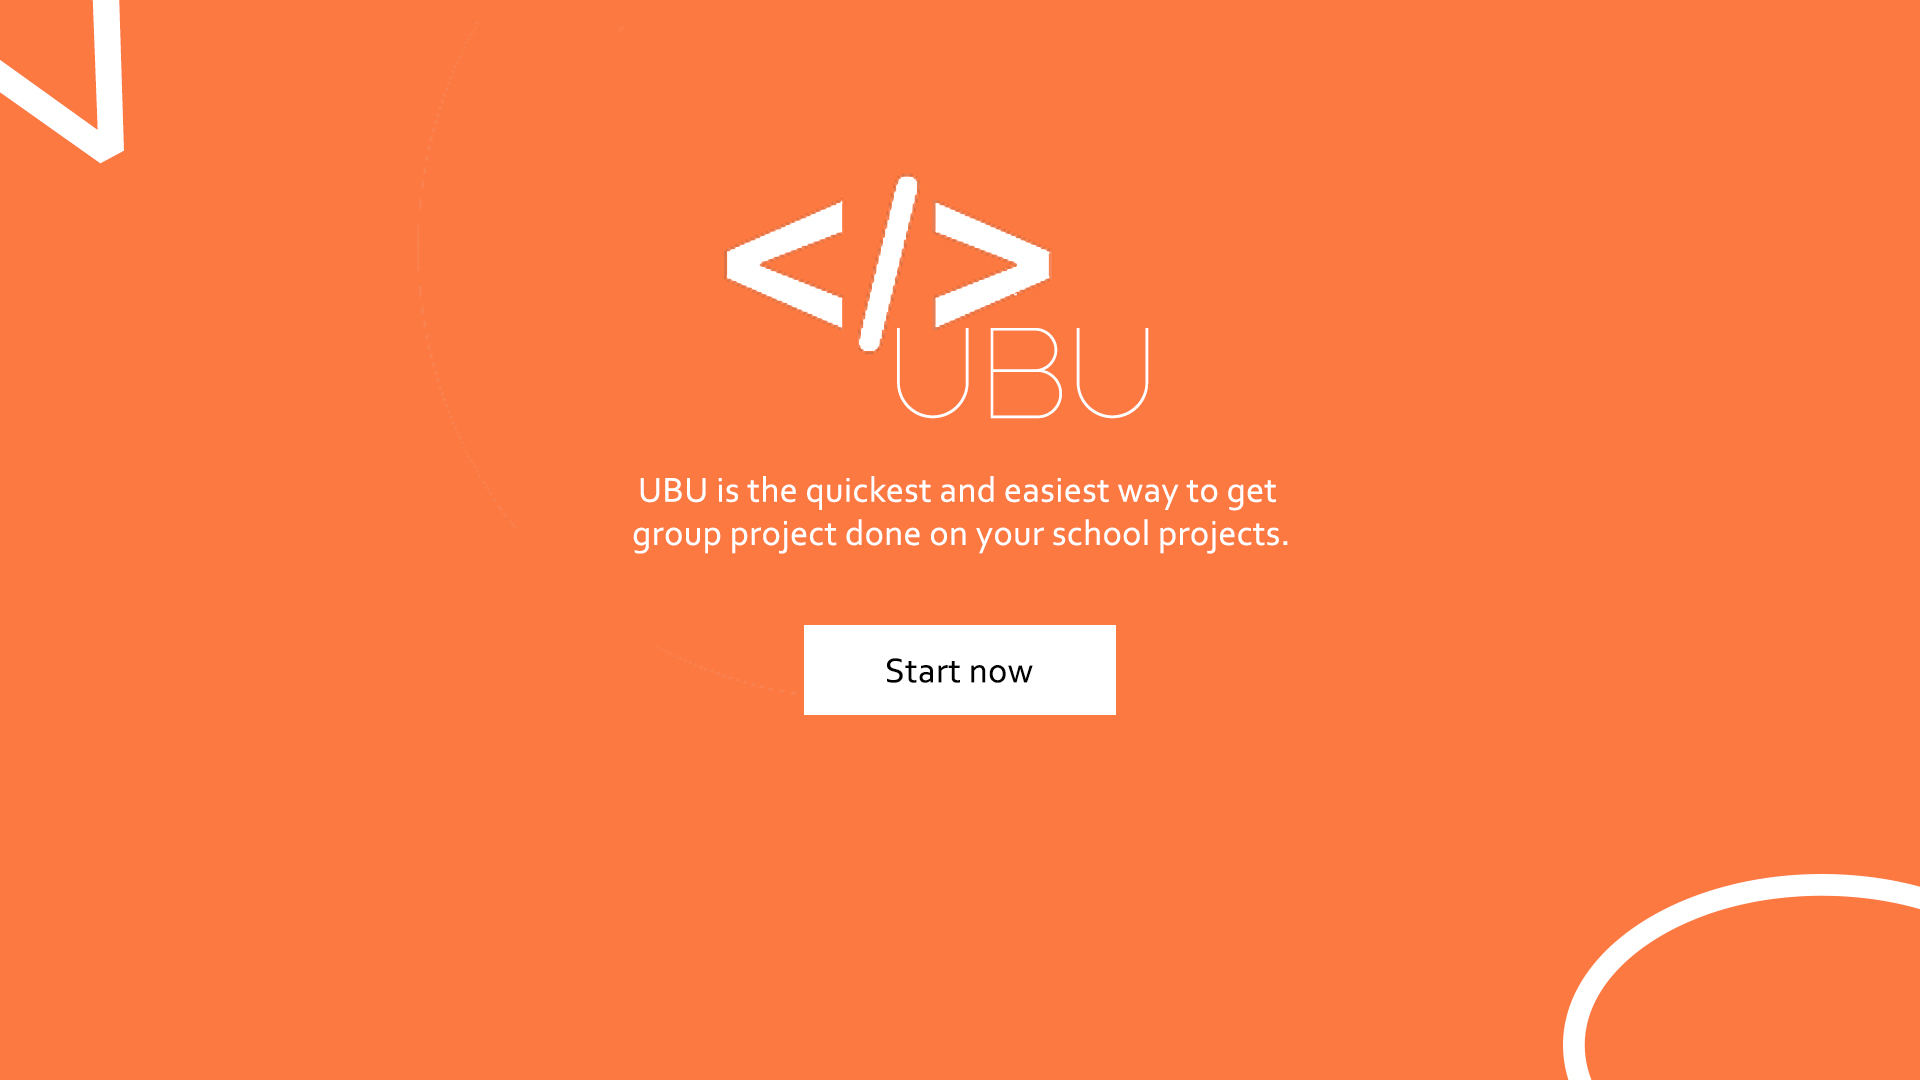 </>
UBU
UBU is the quickest and easiest way to get
group project done on your school projects.
Start now